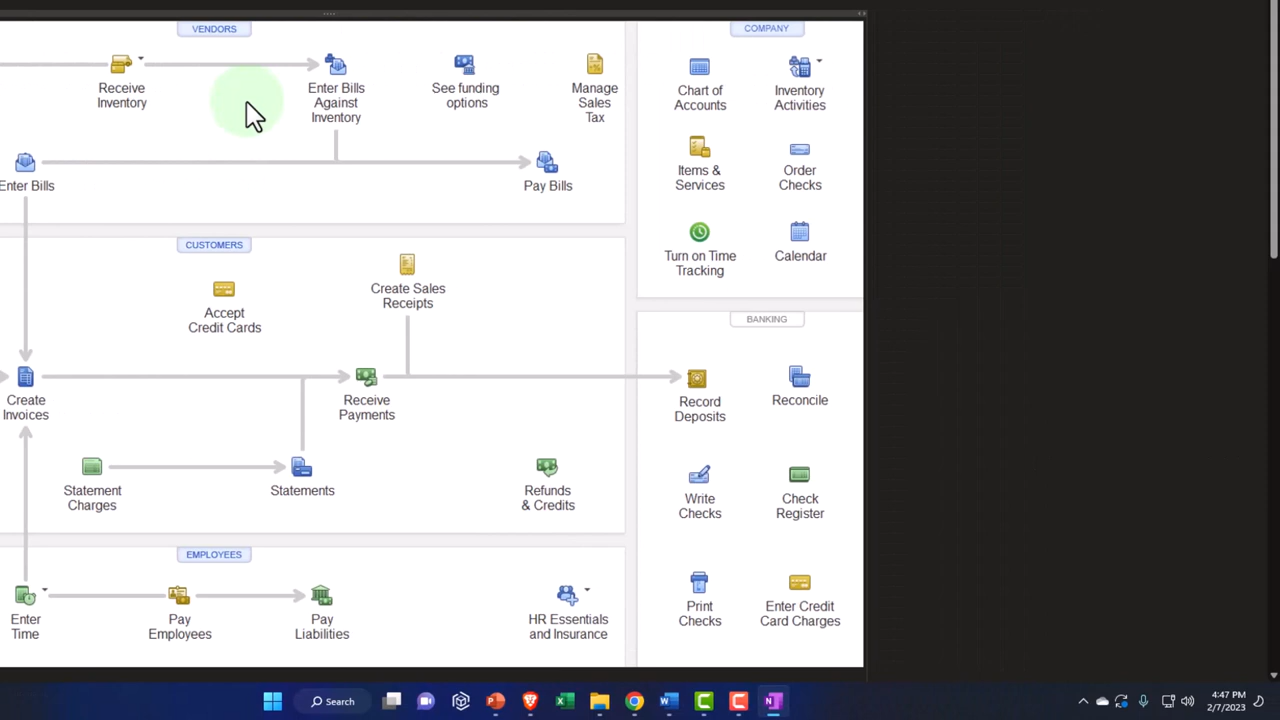 VENDORS
Receive
Inventory
Enter Bills
Against
Inventory
See funding
options
Manage
Sales
Tax
Enter Bills
Pay Bills
COMPANY
Chart of
Accounts
Inventory
Activities
Items &
Services
Order
Checks
Turn on Time
Tracking
Calendar
CUSTOMERS
Create Sales
Receipts
Accept
Credit Cards
Create
Invoices
Receive
Payments
Statement
Charges
Statements
Refunds
& Credits
BANKING
Record
Deposits
Reconcile
Write
Checks
Check
Register
Print
Checks
Enter Credit
Card Charges
EMPLOYEES
Enter
Time
Pay
Employees
Pay
Liabilities
HR Essentials
and Insurance
Search
4:47 PM
2/7/2023